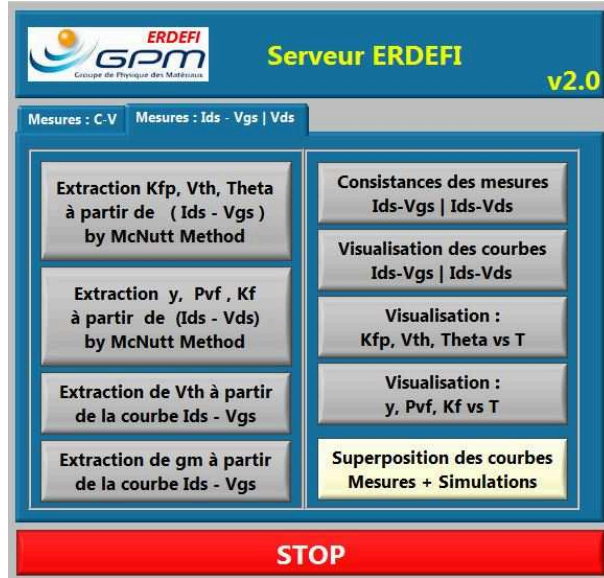 ERDEFI
GPM
Groupe de Physique des Matériaux
Serveur ERDEFI
v2.0
Mesures : C-V
Mesures : Ids - Vgs | Vds
Extraction Kfp, Vth, Theta
à partir de ( Ids - Vgs )
by McNutt Method
Extraction y, Pvf , Kf
à partir de (Ids - Vds)
by McNutt Method
Extraction de Vth à partir
de la courbe Ids - Vgs
Extraction de gm à partir
de la courbe Ids - Vgs
Consistances des mesures
Ids-Vgs | Ids-Vds
Visualisation des courbes
Ids-Vgs | Ids-Vds
Visualisation :
Kfp, Vth, Theta vs T
Visualisation :
y, Pvf, Kf vs T
Superposition des courbes
Mesures + Simulations
STOP